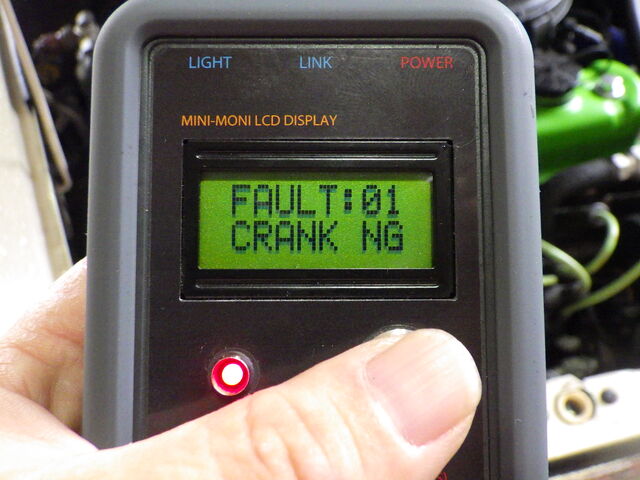 LIGHT LINK POWER
MINI-MONI LCD DISPLAY
FAULT:01
CRANK NG